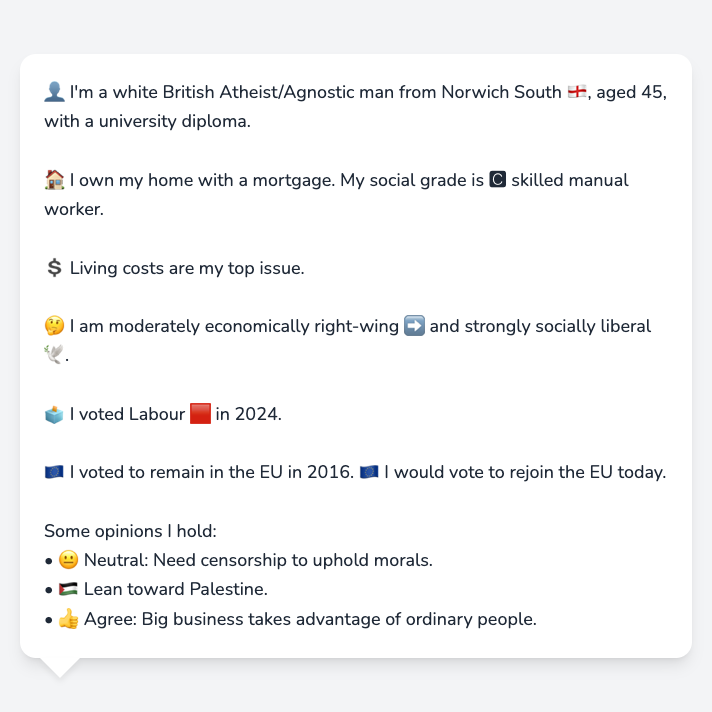 👤 I'm a white British Atheist/Agnostic man from Norwich South 🏴󠁧󠁢󠁥󠁮󠁧󠁿, aged 45,
with a university diploma.
🏠 I own my home with a mortgage. My social grade is 🅲 skilled manual
worker.
💲 Living costs are my top issue.
🤔 I am moderately economically right-wing ➡️ and strongly socially liberal
🕊️.
🗳️ I voted Labour 🟥 in 2024.
🇪🇺 I voted to remain in the EU in 2016. 🇪🇺 I would vote to rejoin the EU today.
Some opinions I hold:
• 😐 Neutral: Need censorship to uphold morals.
• 🇵🇸 Lean toward Palestine.
• 👍 Agree: Big business takes advantage of ordinary people.